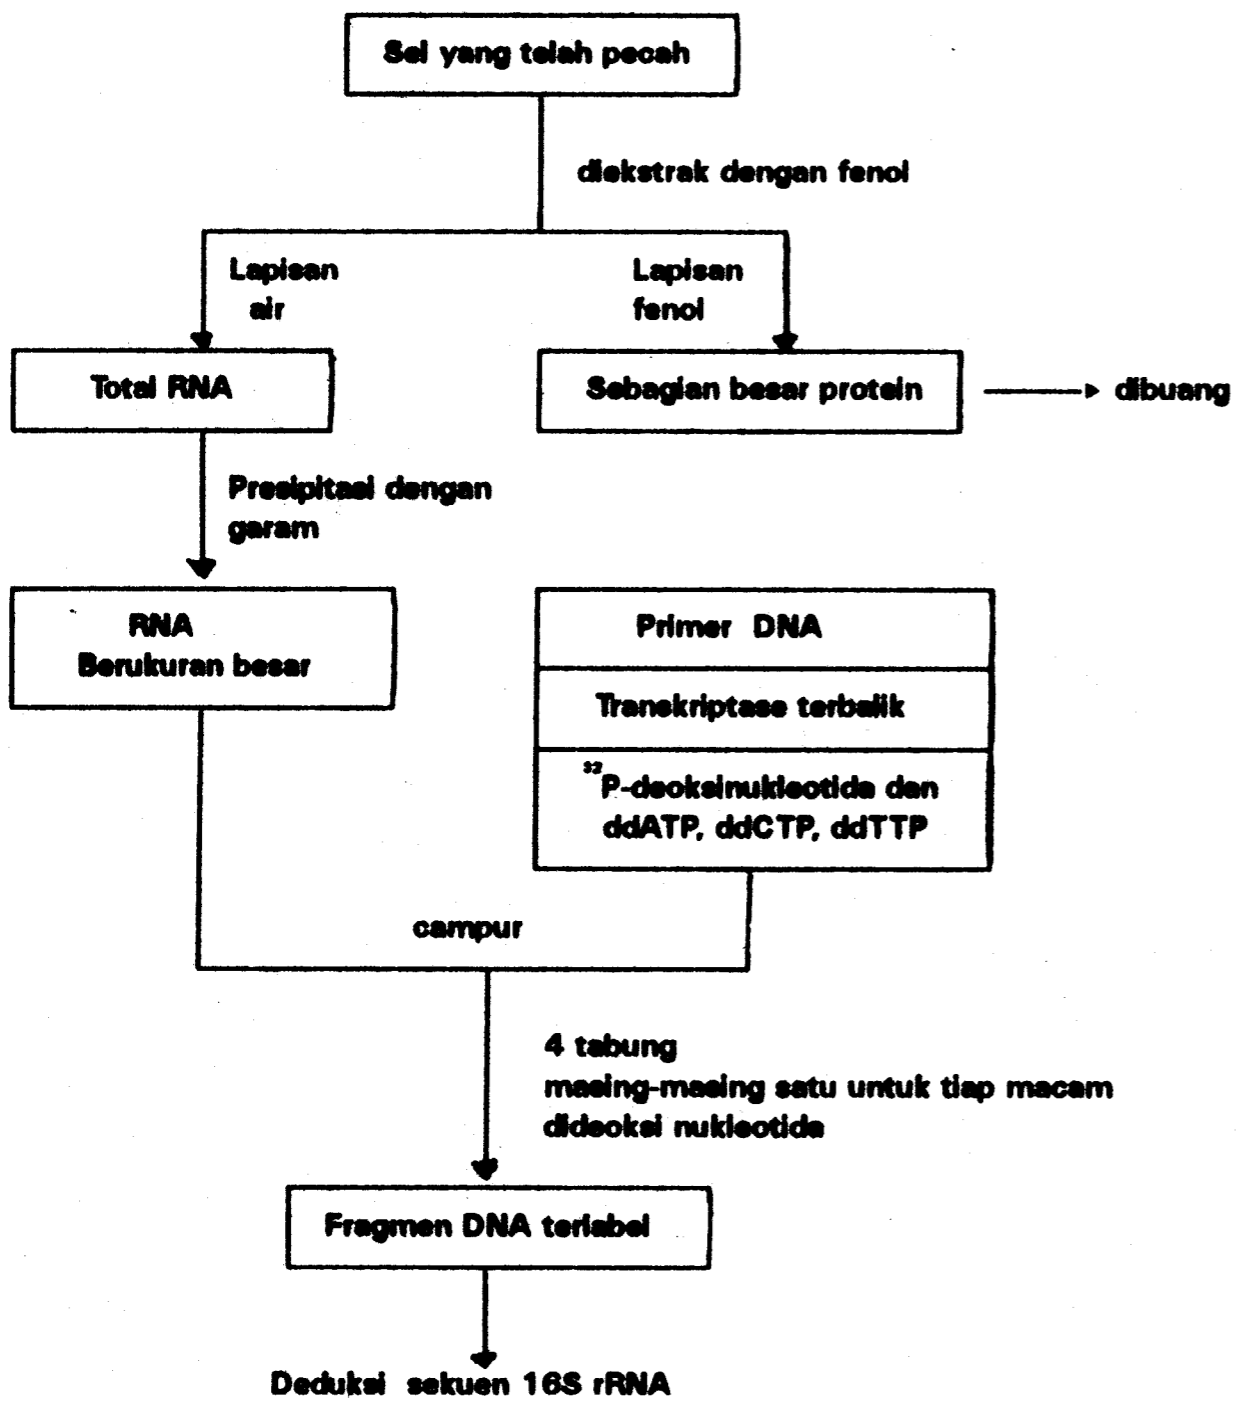 Sel yang telah pecah
diekstrak dengan fenol
Lapisan
air
Lapisan
fenol
Total RNA
Sebagian besar protein
dibuang
Presipitasi dengan
garam
RNA
Berukuran besar
Primer DNA
Transkriptase terbalik
³²P-deoksinukleotida dan
ddATP, ddCTP, ddTTP
campur
4 tabung
masing-masing satu untuk tiap macam
dideoksi nukleotida
Fragmen DNA terlabel
Deduksi sekuen 16S rRNA